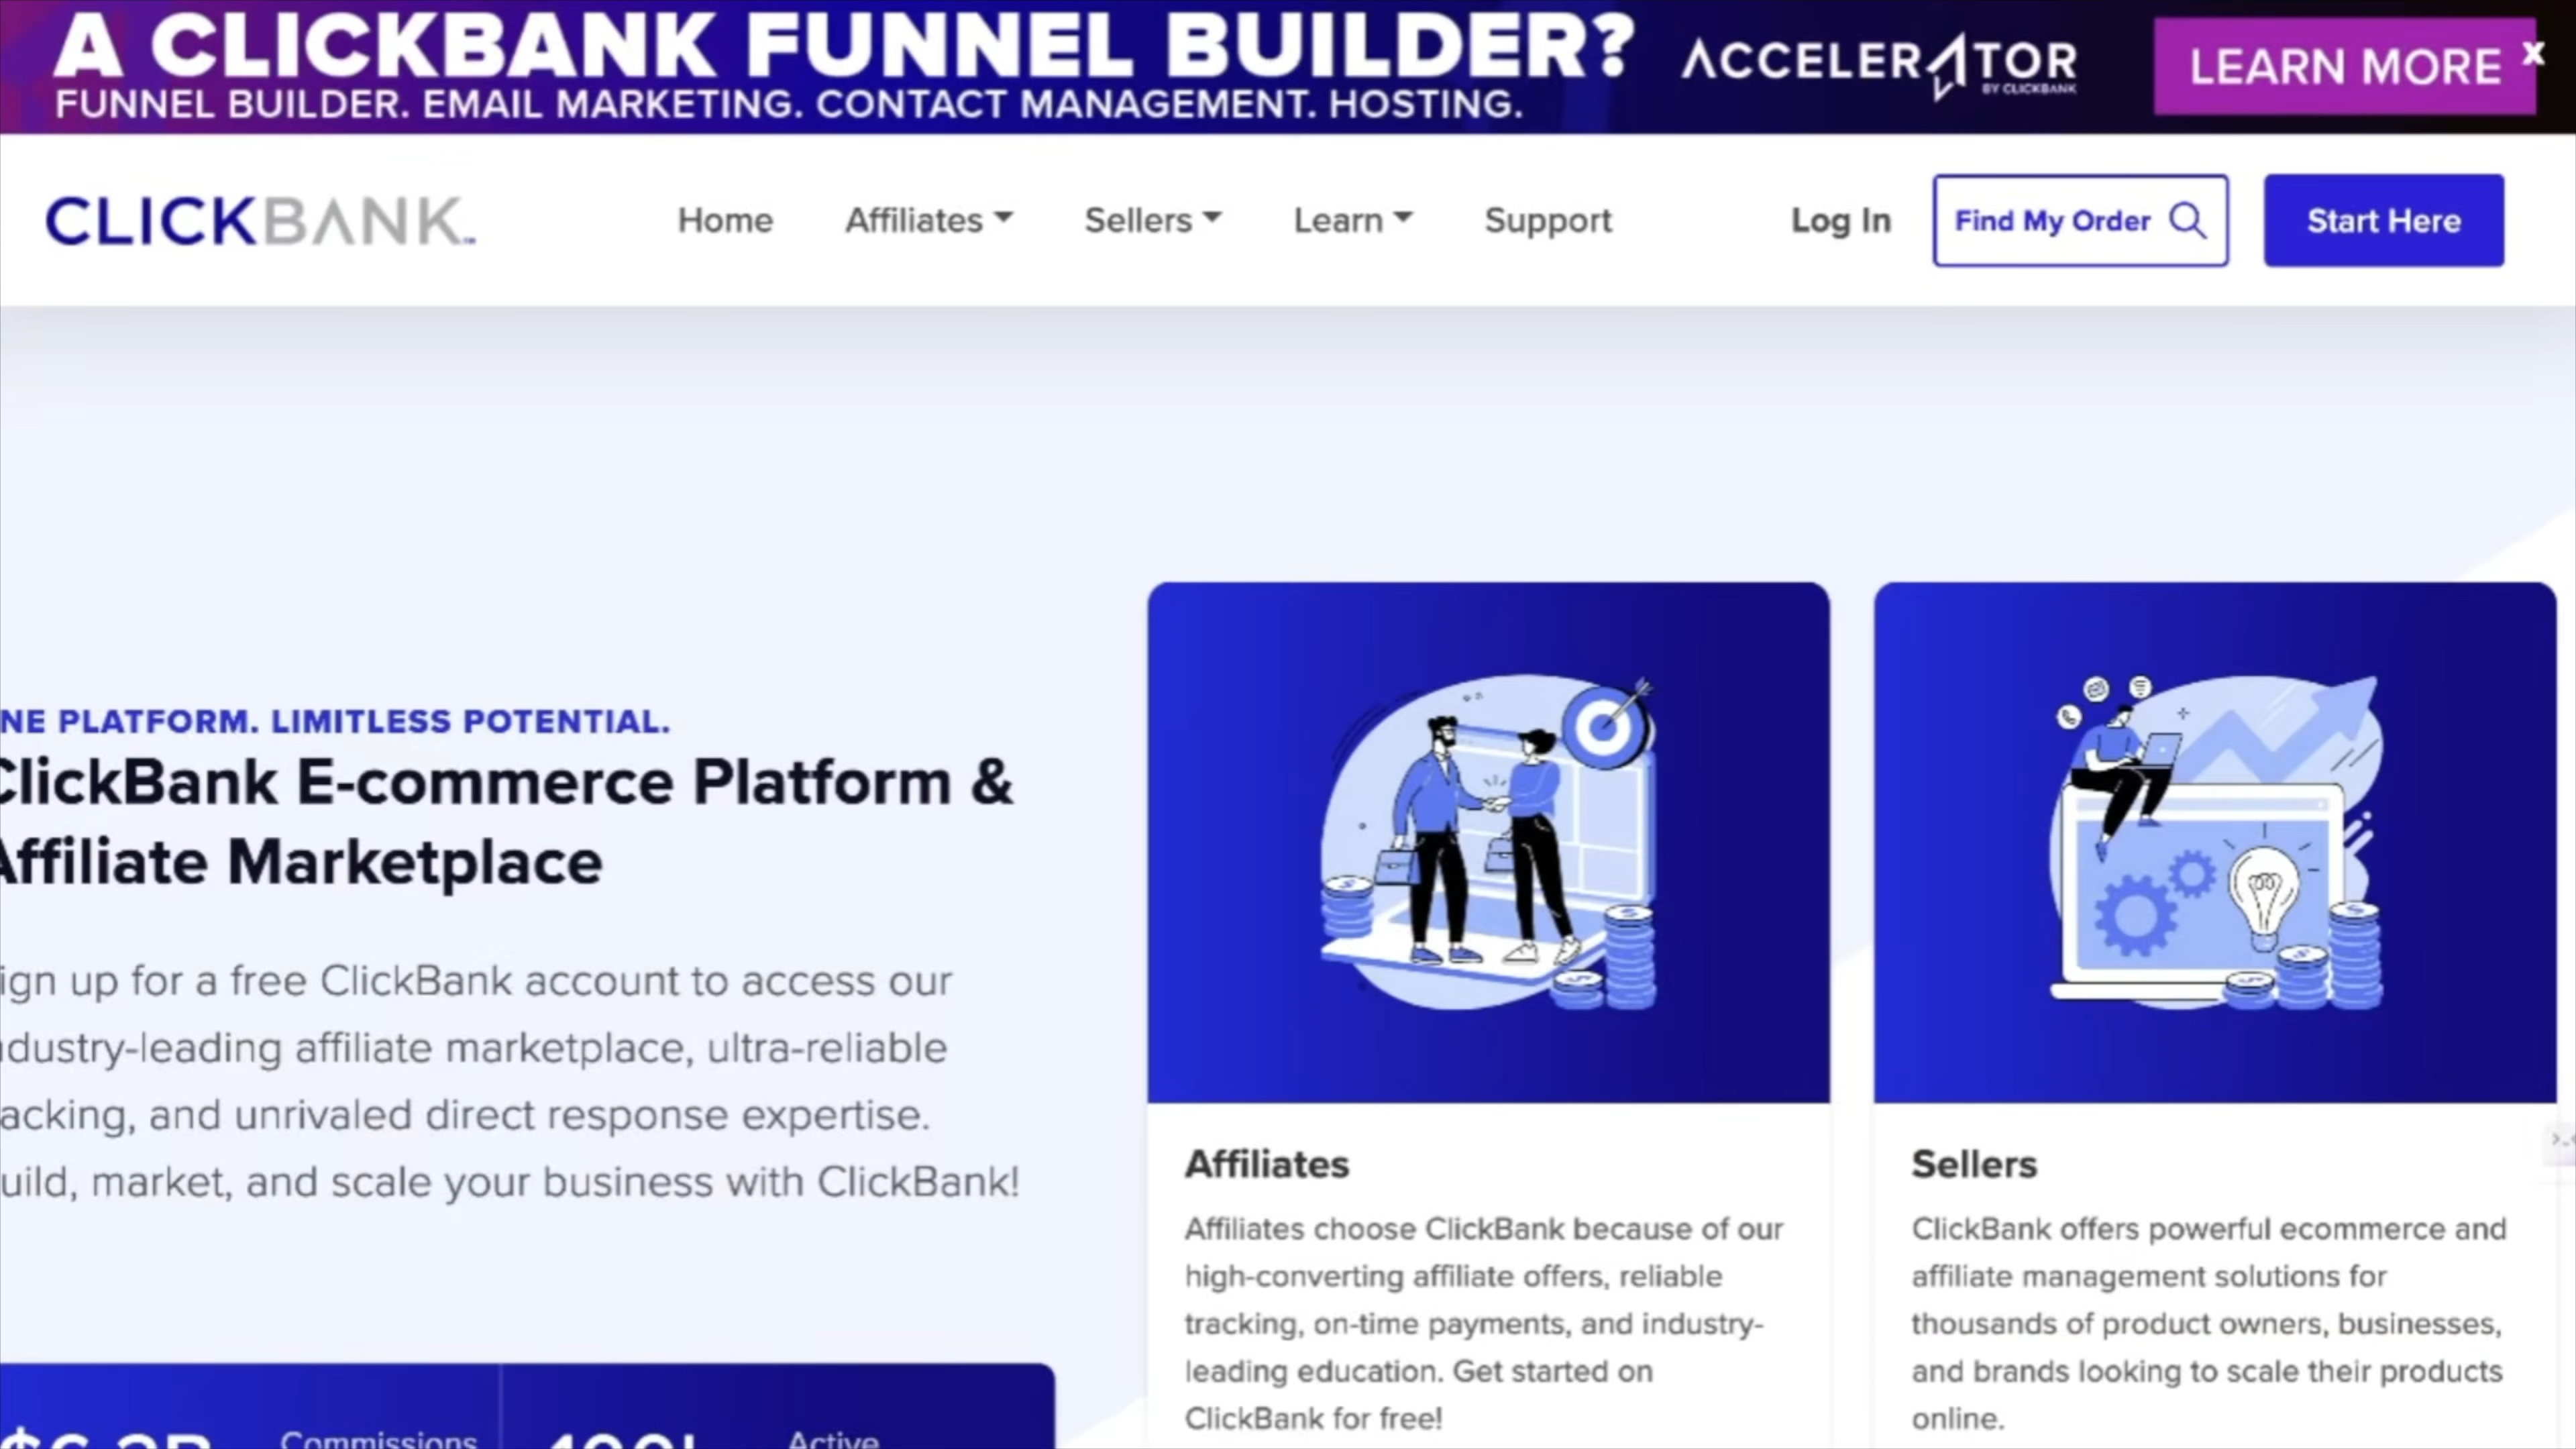 A CLICKBANK FUNNEL BUILDER?
FUNNEL BUILDER. EMAIL MARKETING. CONTACT MANAGEMENT. HOSTING.
ACCELERATOR
BY CLICKBANK
LEARN MORE
x
CLICKBANK
Home
Affiliates
Sellers
Learn
Support
Log In
Find My Order
Start Here
NE PLATFORM. LIMITLESS POTENTIAL.
ClickBank E-commerce Platform &
Affiliate Marketplace
ign up for a free ClickBank account to access our
dustry-leading affiliate marketplace, ultra-reliable
acking, and unrivaled direct response expertise.
uild, market, and scale your business with ClickBank!
Commissions
Active
Affiliates
Affiliates choose ClickBank because of our
high-converting affiliate offers, reliable
tracking, on-time payments, and industry-
leading education. Get started on
ClickBank for free!
Sellers
ClickBank offers powerful ecommerce and
affiliate management solutions for
thousands of product owners, businesses,
and brands looking to scale their products
online.